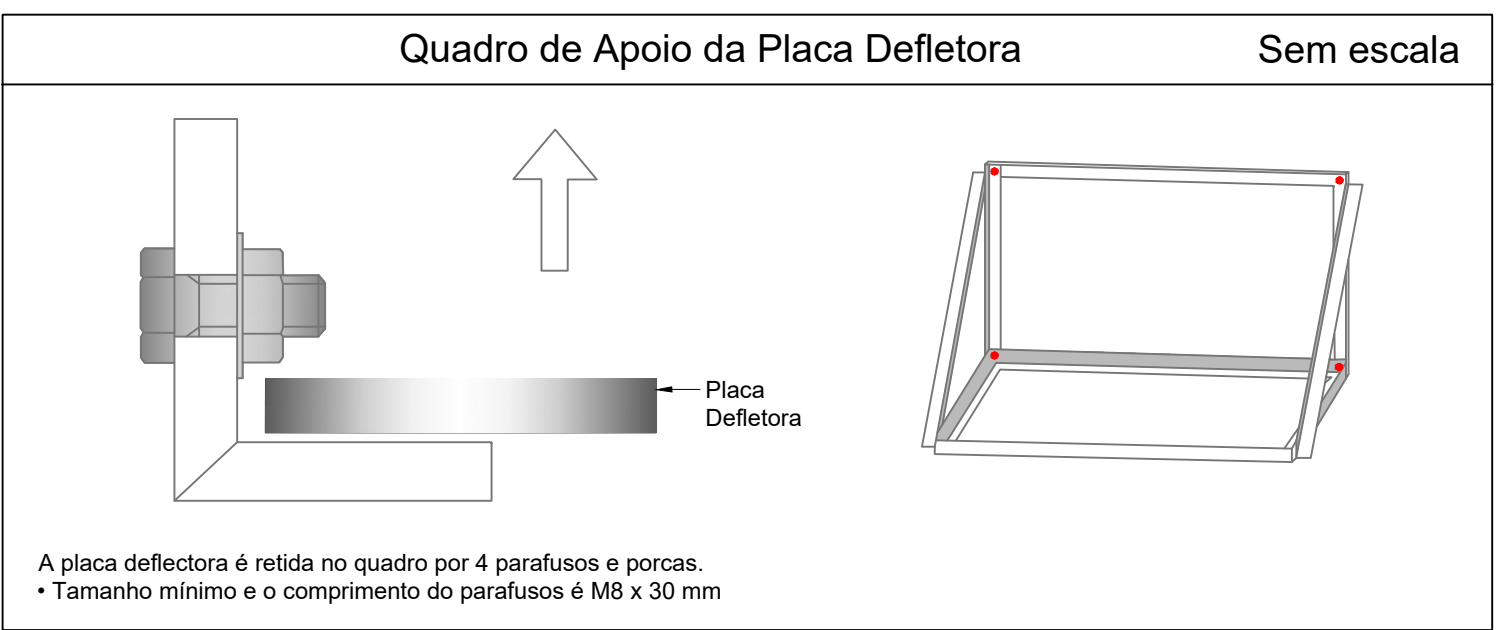 Quadro de Apoio da Placa Defletora
Sem escala
Placa
Defletora
A placa deflectora é retida no quadro por 4 parafusos e porcas.
• Tamanho mínimo e o comprimento do parafusos é M8 x 30 mm